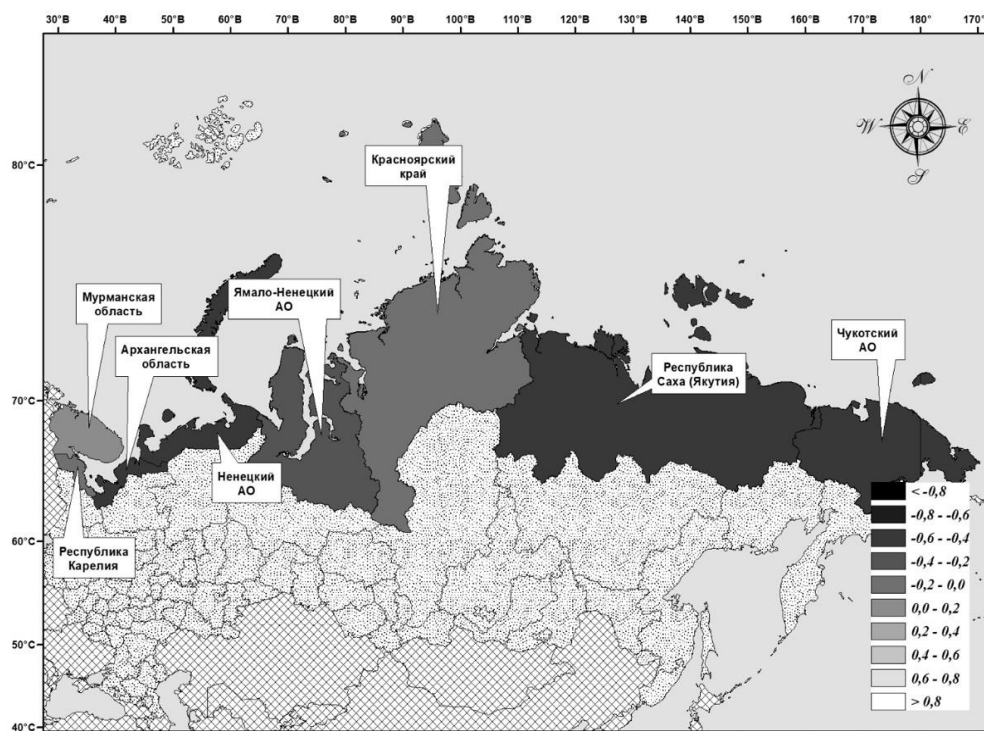 30°В 40°В 50°В 60°В 70°В 80°В 90°В 100°В 110°В 120°В 130°В 140°В 150°В 160°В 170°В 180° 170°
N
W
E
S
80°С
70°С
60°С
50°С
40°С
Красноярский
край
Мурманская
область
Ямало-Ненецкий
АО
Архангельская
область
Чукотский
АО
Республика
Саха (Якутия)
Ненецкий
АО
Республика
Карелия
< -0,8
-0,8 - -0,6
-0,6 - -0,4
-0,4 - -0,2
-0,2 - 0,0
0,0 - 0,2
0,2 - 0,4
0,4 - 0,6
0,6 - 0,8
> 0,8